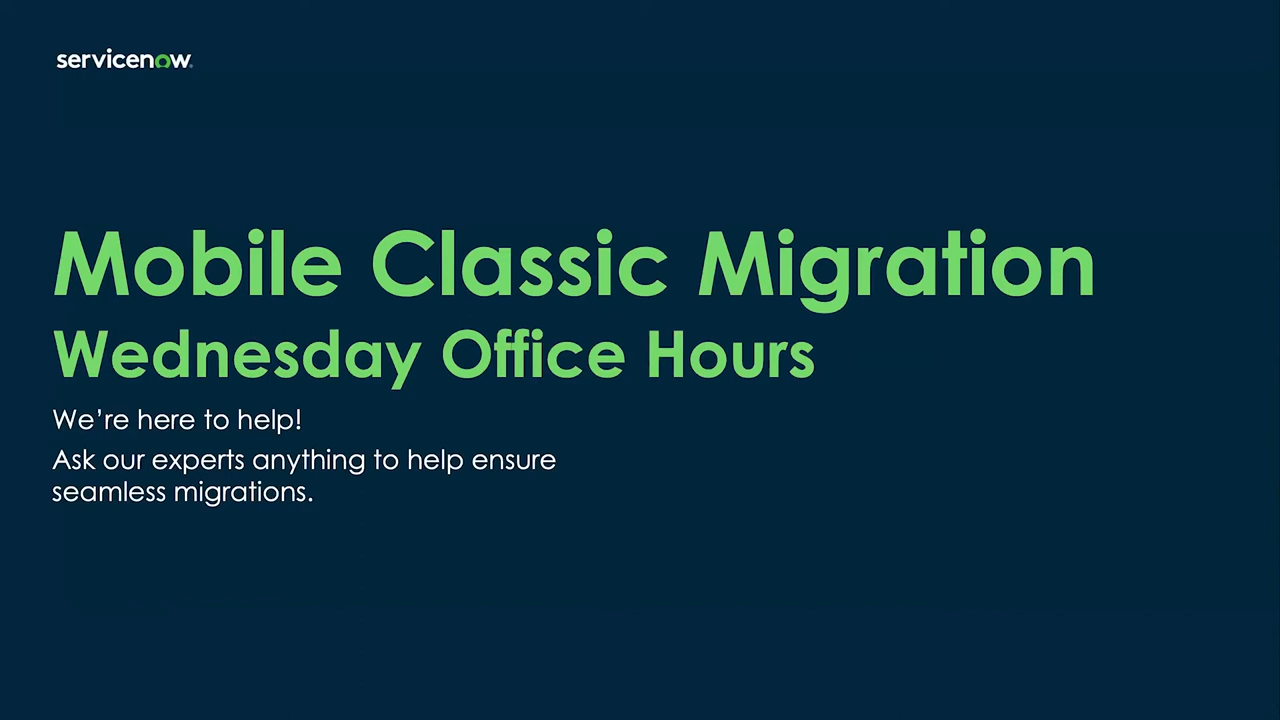 servicenow.
Mobile Classic Migration
Wednesday Office Hours
We're here to help!
Ask our experts anything to help ensure
seamless migrations.